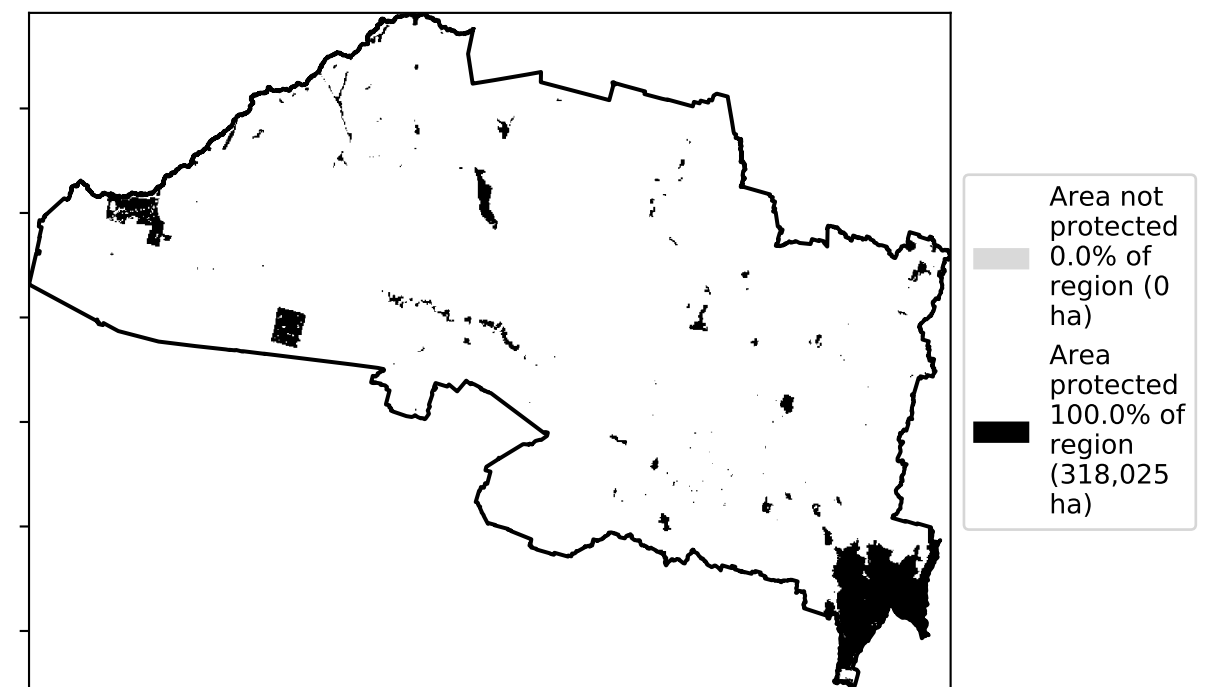 Area not
protected
0.0% of
region (0
ha)
Area
protected
100.0% of
region
(318,025
ha)